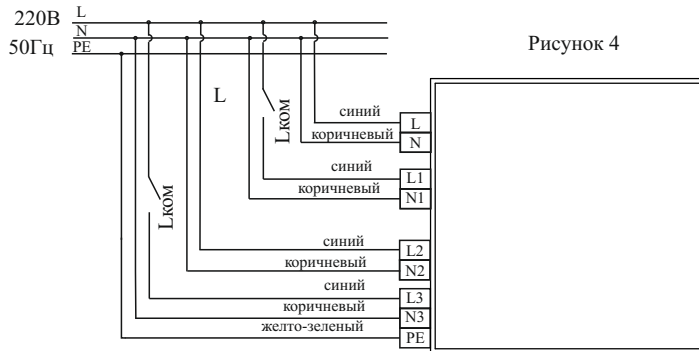 220В L
N
50Гц PE
Рисунок 4
L
Lком
Lком
синий L
коричневый N
синий L1
коричневый N1
синий L2
коричневый N2
синий L3
коричневый N3
желто-зеленый PE